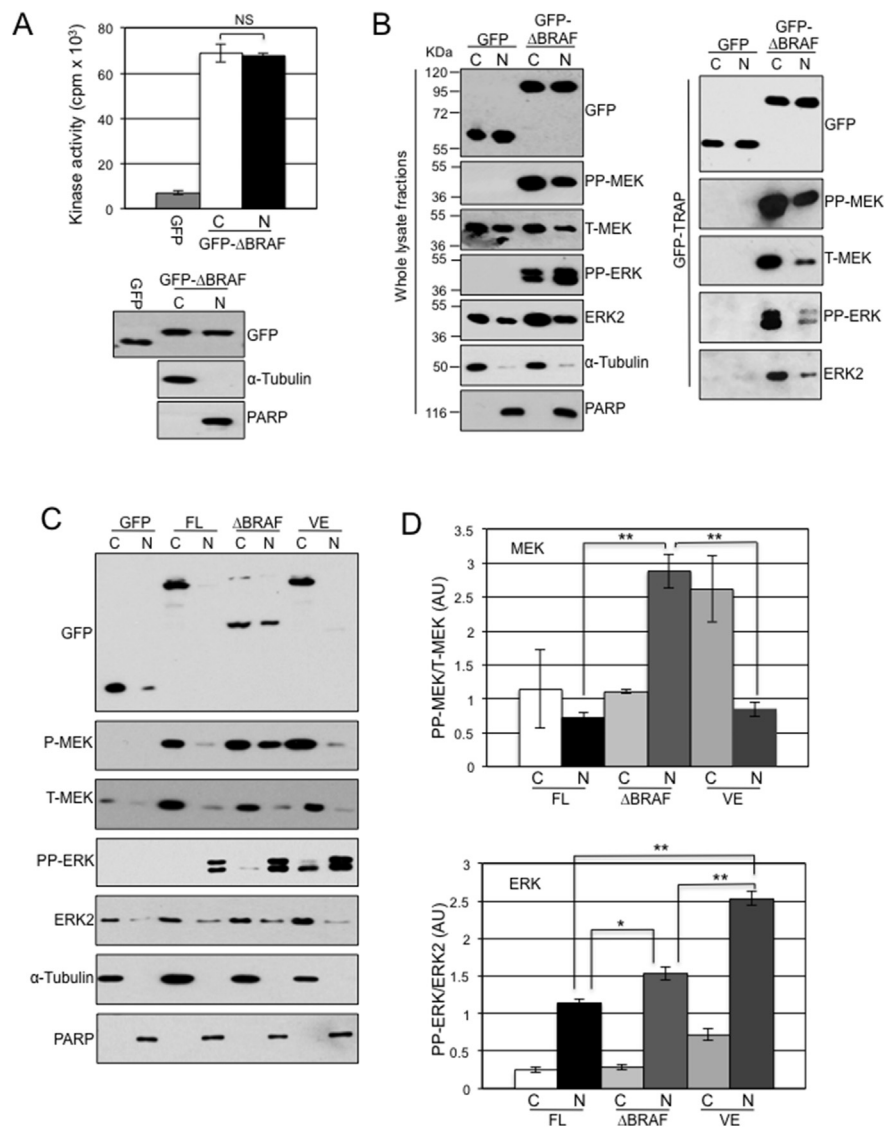 A
NS
Kinase activity (cpm x 10³)
80
60
40
20
0
GFP
C N
GFP-ΔBRAF
GFP-ΔBRAF
GFP
C N
GFP
α-Tubulin
PARP
B
GFP-
GFP ΔBRAF
KDa C N C N
Whole lysate fractions
120
95
72
55
GFP
55
36
PP-MEK
55
36
T-MEK
55
36
PP-ERK
55
36
ERK2
50
α-Tubulin
116
PARP
GFP-
GFP ΔBRAF
C N C N
GFP-TRAP
GFP
PP-MEK
T-MEK
PP-ERK
ERK2
C
GFP FL ΔBRAF VE
C N C N C N C N
GFP
P-MEK
T-MEK
PP-ERK
ERK2
α-Tubulin
PARP
D
MEK
** **
PP-MEK/T-MEK (AU)
3.5
3
2.5
2
1.5
1
0.5
0
C N C N C N
FL ΔBRAF VE
ERK
**
**
*
PP-ERK/ERK2 (AU)
3
2.5
2
1.5
1
0.5
0
C N C N C N
FL ΔBRAF VE